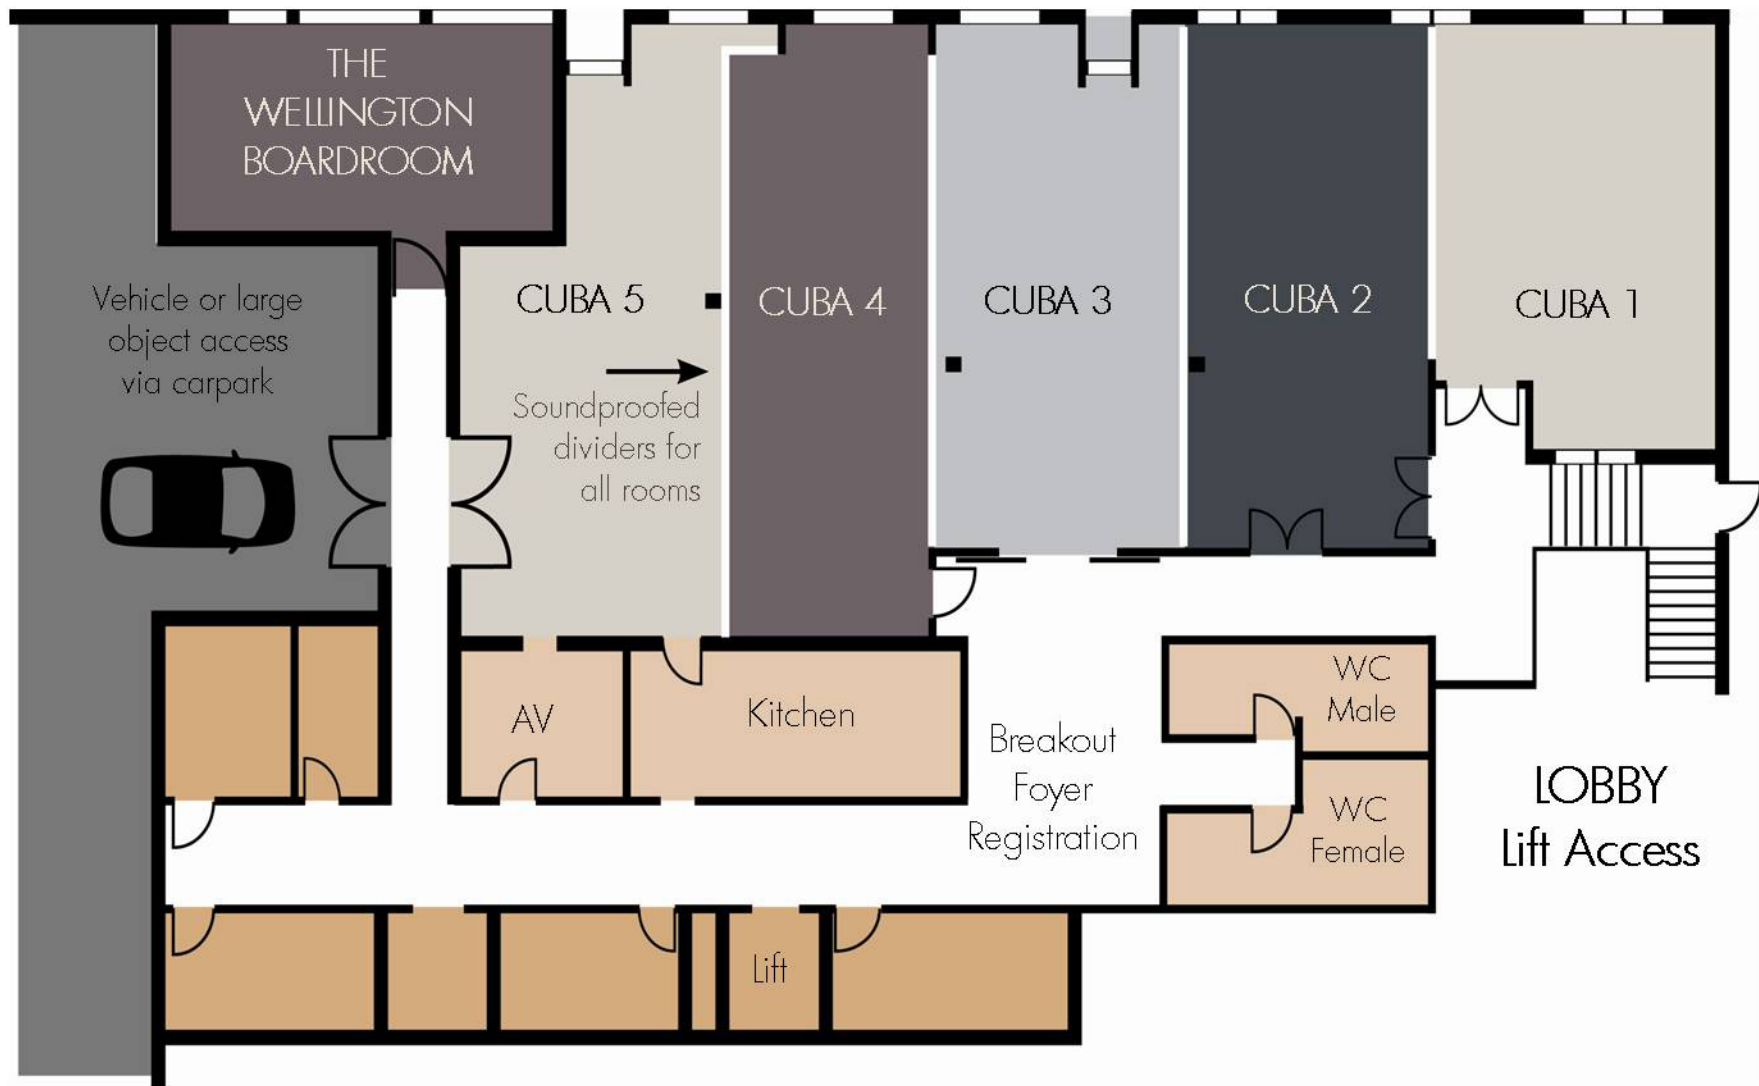 THE
WELLINGTON
BOARDROOM
Vehicle or large
object access
via carpark
CUBA 5
CUBA 4
CUBA 3
CUBA 2
CUBA 1
Soundproofed
dividers for
all rooms
AV
Kitchen
Breakout
Foyer
Registration
WC
Male
WC
Female
LOBBY
Lift Access
Lift